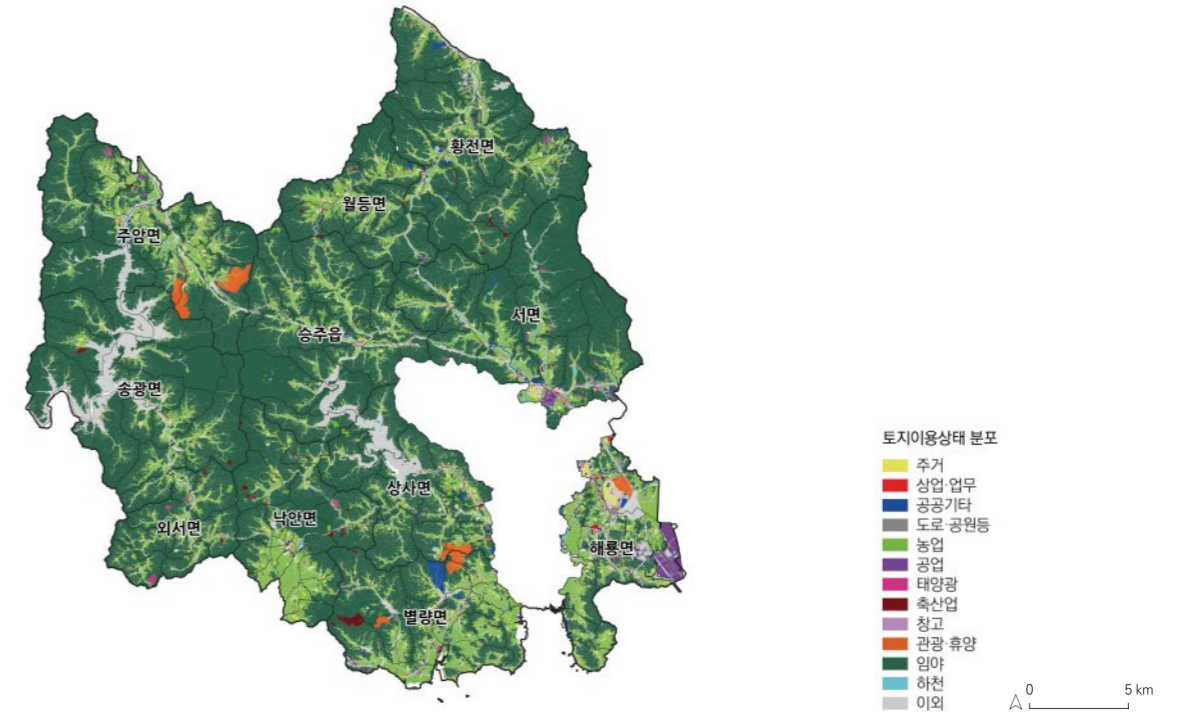 황전면
월등면
주암면
서면
승주읍
송광면
상사면
낙안면
외서면
해룡면
별량면
토지이용상태 분포
주거
상업·업무
공공기타
도로·공원등
농업
공업
태양광
축산업
창고
관광·휴양
임야
하천
이외
0 5 km